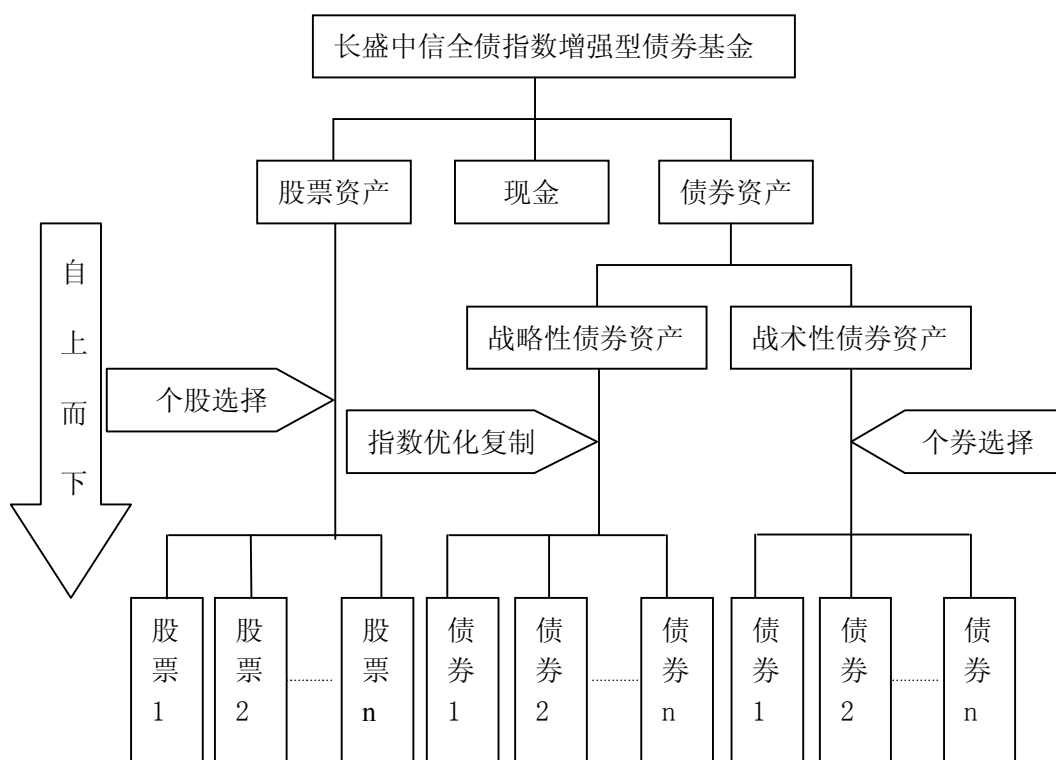 长盛中信全债指数增强型债券基金
股票资产
现金
债券资产
自上而下
战略性债券资产
战术性债券资产
个股选择
指数优化复制
个券选择
股票1
股票2
............
股票n
债券1
债券2
............
债券n
债券1
债券2
............
债券n